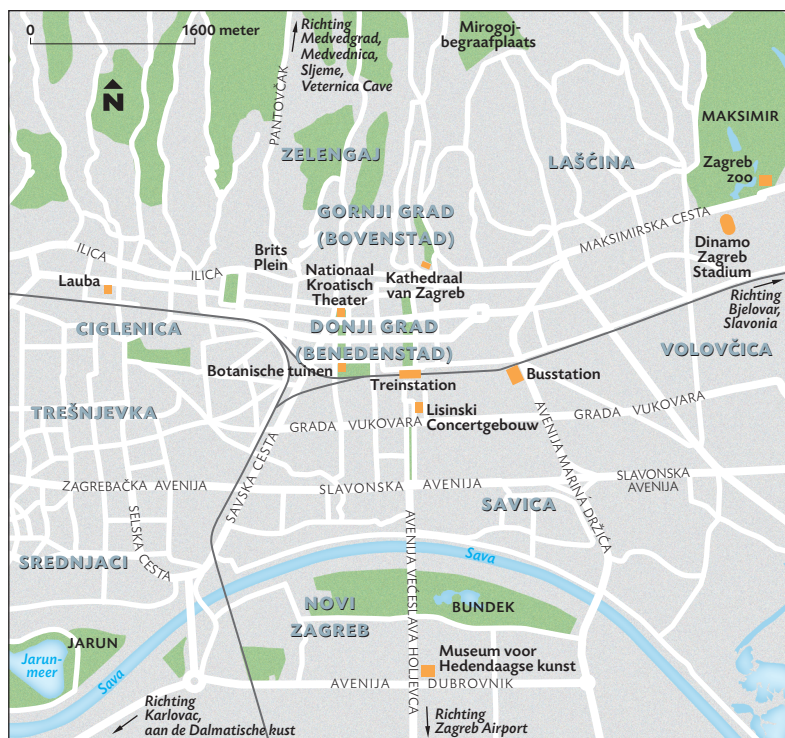 0 1600 meter
Richting
Medvedgrad,
Medvednica,
Sljeme,
Veternica Cave
Mirogoj-
begraafplaats
N
PANTOVČAK
MAKSIMIR
ZELENGAJ
LAŠĆINA
Zagreb
zoo
GORNJI GRAD
(BOVENSTAD)
MAKSIMIRSKA CESTA
Dinamo
Zagreb
Stadium
ILICA
ILICA
Brits
Plein
Lauba
Nationaal
Kroatisch
Theater
Kathedraal
van Zagreb
Richting
Bjelovar,
Slavonia
CIGLENICA
DONJI GRAD
(BENEDENSTAD)
VOLOVČICA
Botanische tuinen
Treinstation
Busstation
TREŠNJEVKA
Lisinski
Concertgebouw
GRADA VUKOVARA
GRADA VUKOVARA
AVENIJA MARINA DRŽIĆA
SAVSKA CESTA
ZAGREBAČKA AVENIJA
SLAVONSKA AVENIJA
SLAVONSKA
AVENIJA
SELSKA CESTA
SAVICA
AVENIJA VEĆESLAVA HOLJEVCA
SREDNJACI
Sava
NOVI
ZAGREB
BUNDEK
JARUN
Jarun-
meer
Sava
Museum voor
Hedendaagse kunst
AVENIJA DUBROVNIK
Richting
Karlovac,
aan de Dalmatische kust
Richting
Zagreb Airport